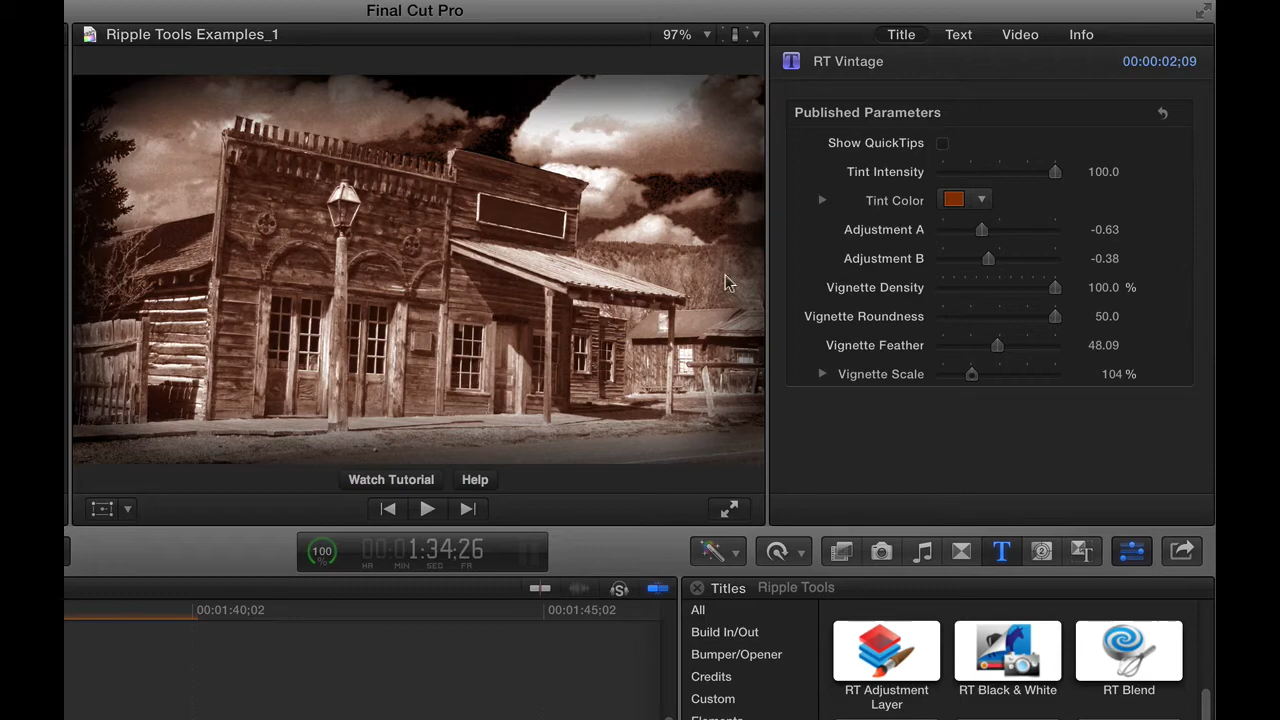 Final Cut Pro
Ripple Tools Examples_1
97%
Title Text Video Info
RT Vintage
00:00:02;09
Published Parameters
Show QuickTips
Tint Intensity 100.0
Tint Color
Adjustment A -0.63
Adjustment B -0.38
Vignette Density 100.0 %
Vignette Roundness 50.0
Vignette Feather 48.09
Vignette Scale 104 %
Watch Tutorial Help
100 %
00:01:34;26
HR MIN SEC FR
T
S
Titles Ripple Tools
00:01:40;02 00:01:45;02
All
Build In/Out
Bumper/Opener
Credits
Custom
RT Adjustment Layer
RT Black & White
RT Blend
Elements